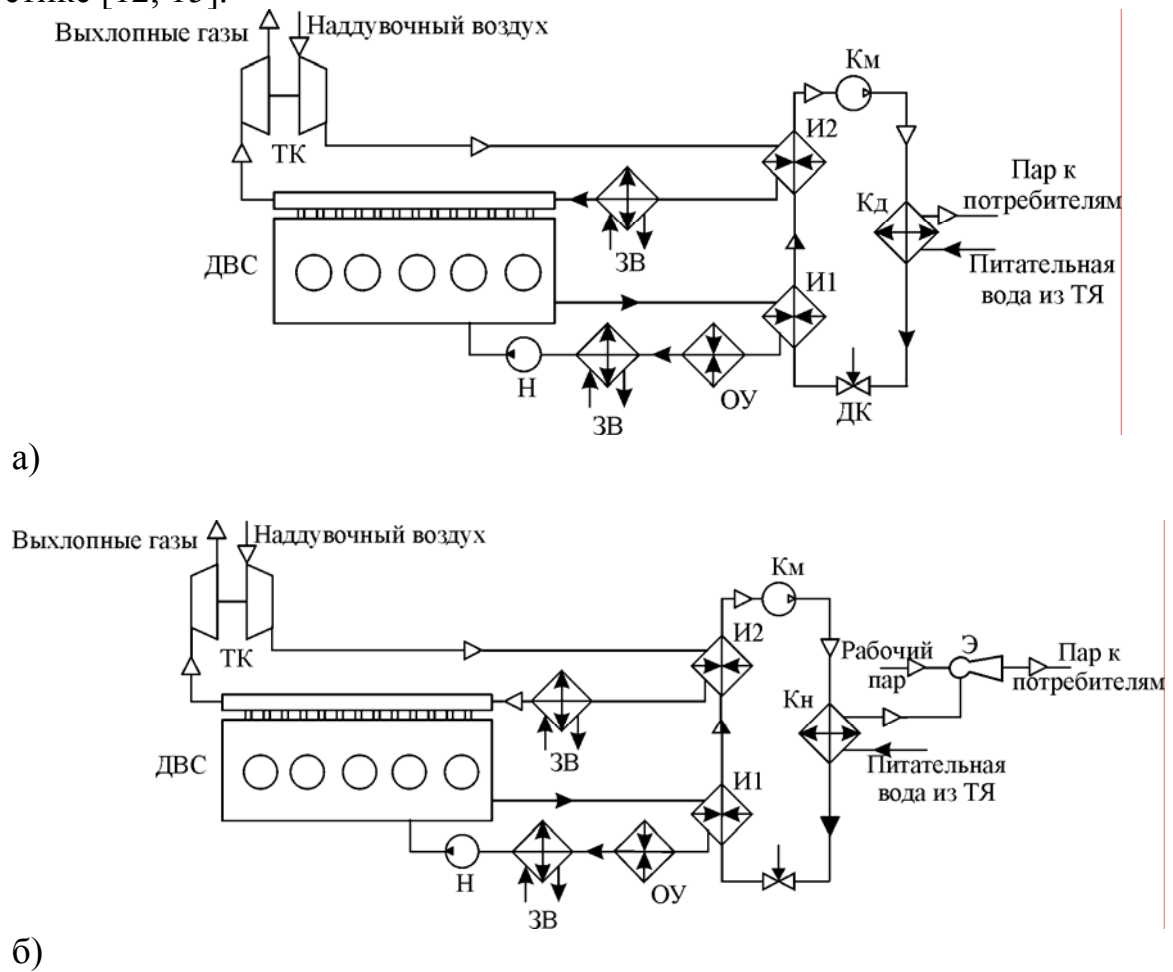 Выхлопные газы
Наддувочный воздух
Км
И2
ТК
Пар к
потребителям
Кд
ЗВ
ДВС
И1
Питательная
вода из ТЯ
Н
ОУ
ДК
ЗВ
а)
Выхлопные газы
Наддувочный воздух
Км
И2
Рабочий
пар
Э
Пар к
потребителям
ТК
Кн
ЗВ
ДВС
И1
Питательная
вода из ТЯ
Н
ОУ
ЗВ
б)